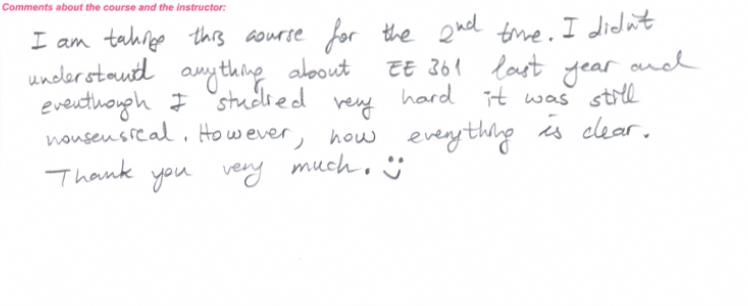 Comments about the course and the instructor:
I am taking this course for the 2nd time. I didn't
understand anything about EE 361 last year and
eventhough I studied very hard it was still
nonsensical. However, now everything is clear.
Thank you very much. :)